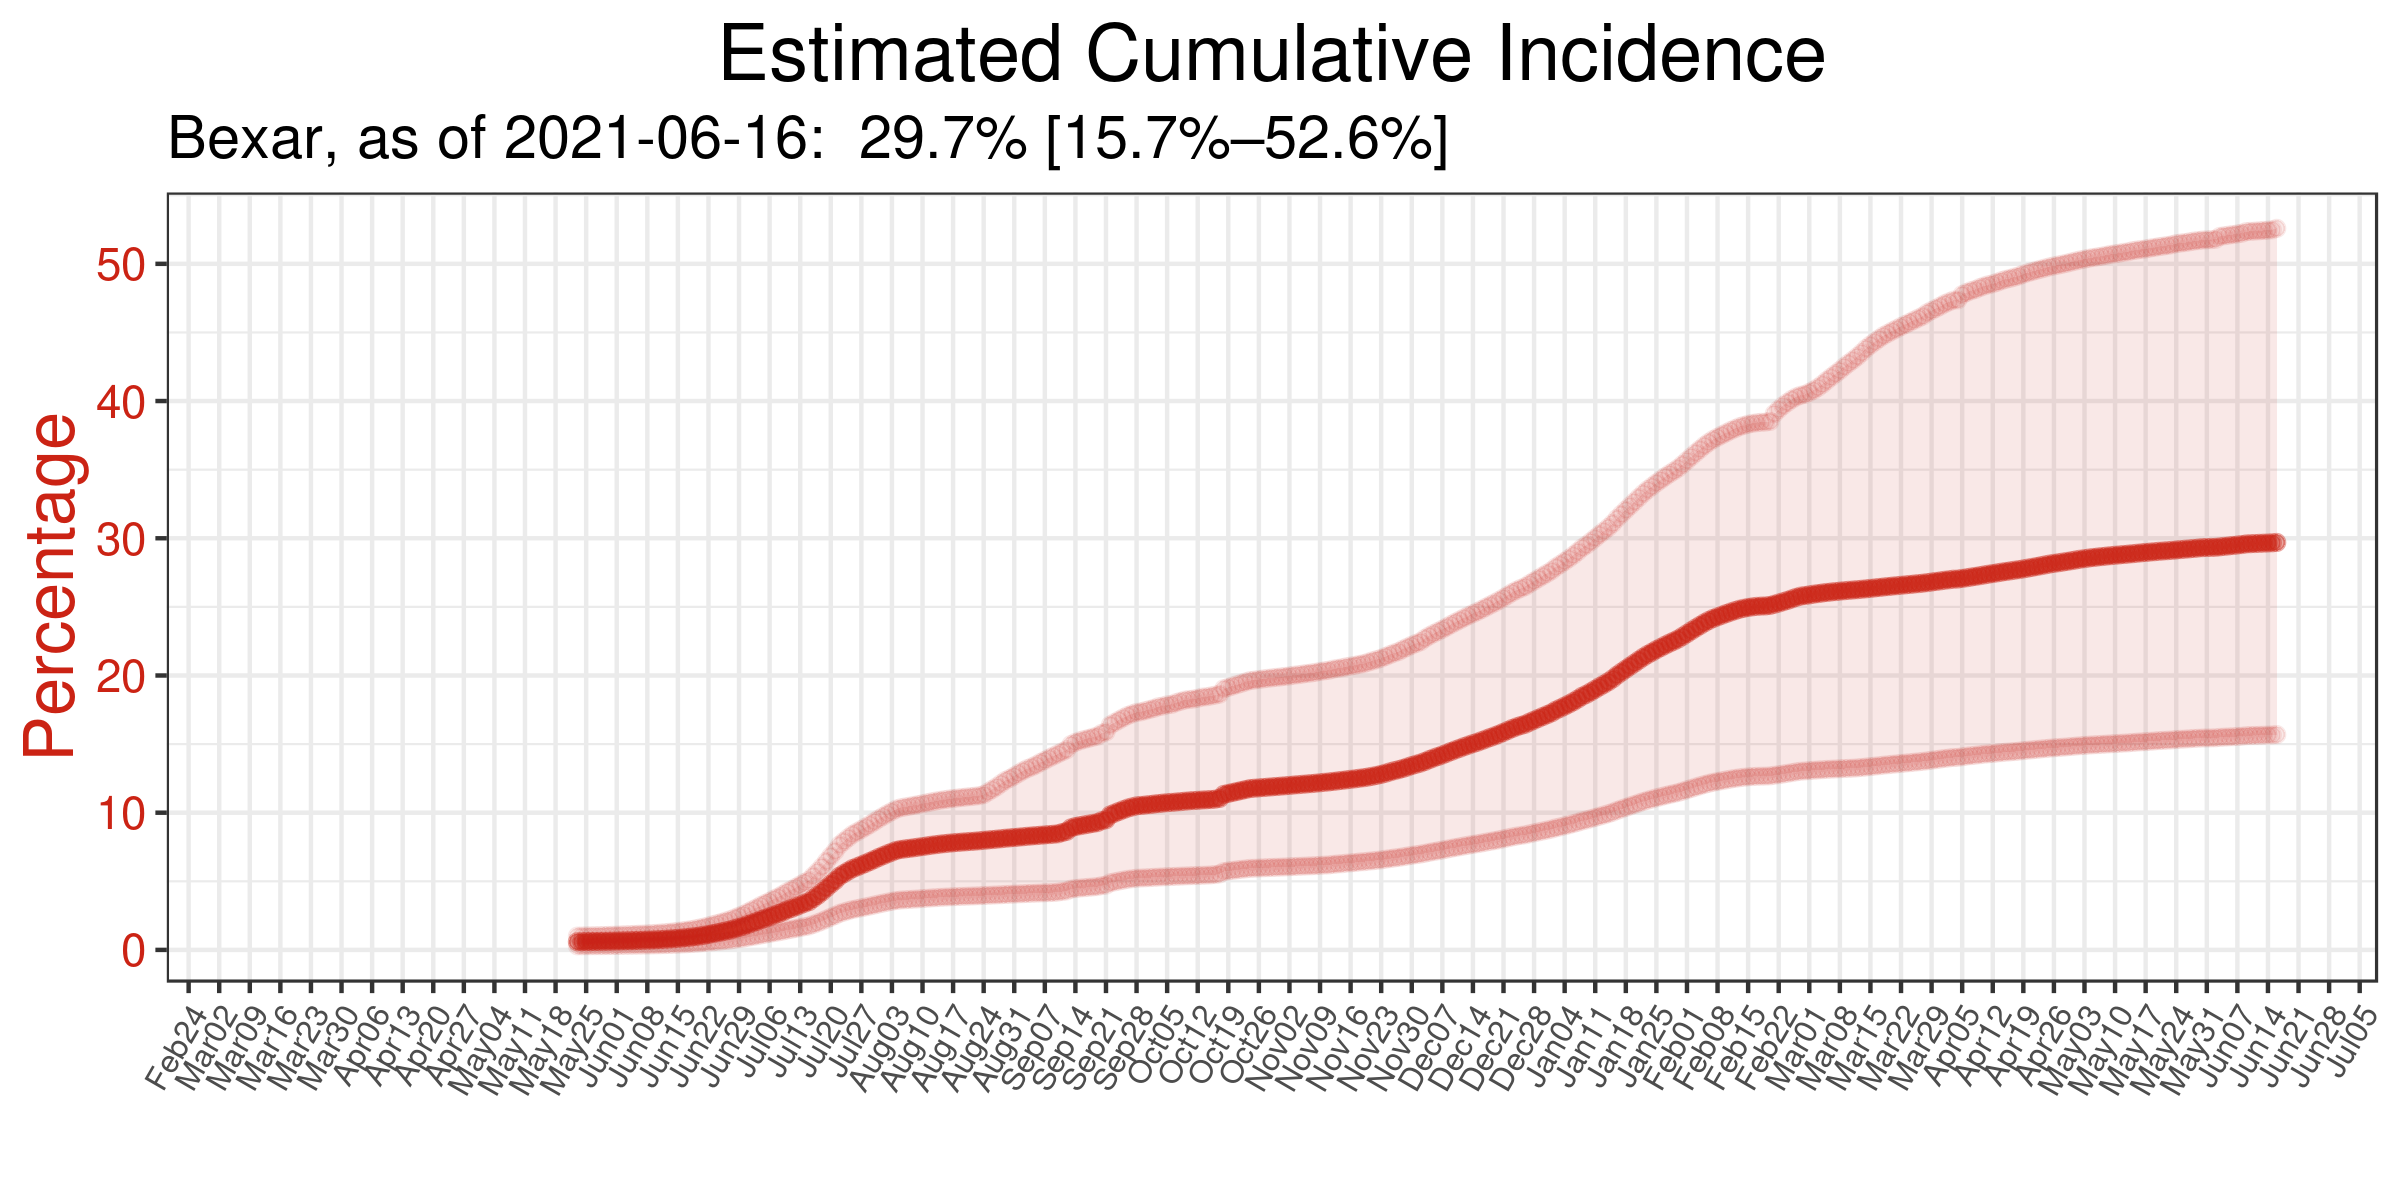 Estimated Cumulative Incidence
Bexar, as of 2021-06-16:  29.7% [15.7%–52.6%]
Percentage
50
40
30
20
10
0
Feb24
Mar02
Mar09
Mar16
Mar23
Mar30
Apr06
Apr13
Apr20
Apr27
May04
May11
May18
May25
Jun01
Jun08
Jun15
Jun22
Jun29
Jul06
Jul13
Jul20
Jul27
Aug03
Aug10
Aug17
Aug24
Aug31
Sep07
Sep14
Sep21
Sep28
Oct05
Oct12
Oct19
Oct26
Nov02
Nov09
Nov16
Nov23
Nov30
Dec07
Dec14
Dec21
Dec28
Jan04
Jan11
Jan18
Jan25
Feb01
Feb08
Feb15
Feb22
Mar01
Mar08
Mar15
Mar22
Mar29
Apr05
Apr12
Apr19
Apr26
May03
May10
May17
May24
May31
Jun07
Jun14
Jun21
Jun28
Jul05